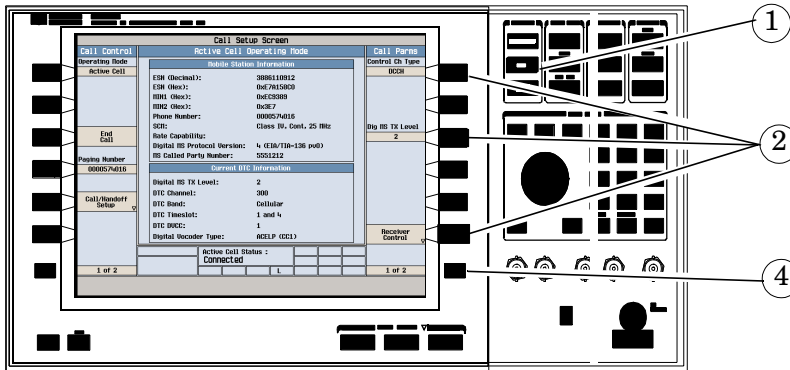 Call Setup Screen
Call Control
Active Cell Operating Mode
Call Parms
Operating Mode
Active Cell
Mobile Station Information
Control Ch Type
DCCH
ESN (Decimal): 3886110912
ESN (Hex): 0xE7A158C0
MIN1 (Hex): 0xEC9389
MIN2 (Hex): 0x3E7
Phone Number: 0000574016
SCM: Class IV, Cont, 25 MHz
Rate Capability:
Digital MS Protocol Version: 4 (EIA/TIA-136 pv0)
MS Called Party Number: 5551212
End
Call
Dig MS TX Level
2
Paging Number
0000574016
Current DTC Information
Digital MS TX Level: 2
DTC Channel: 300
DTC Band: Cellular
DTC Timeslot: 1 and 4
DTC DVCC: 1
Digital Vocoder Type: ACELP (CC1)
Call/Handoff
Setup
Receiver
Control
Active Cell Status :
Connected
L
1 of 2
1 of 2
1
2
4